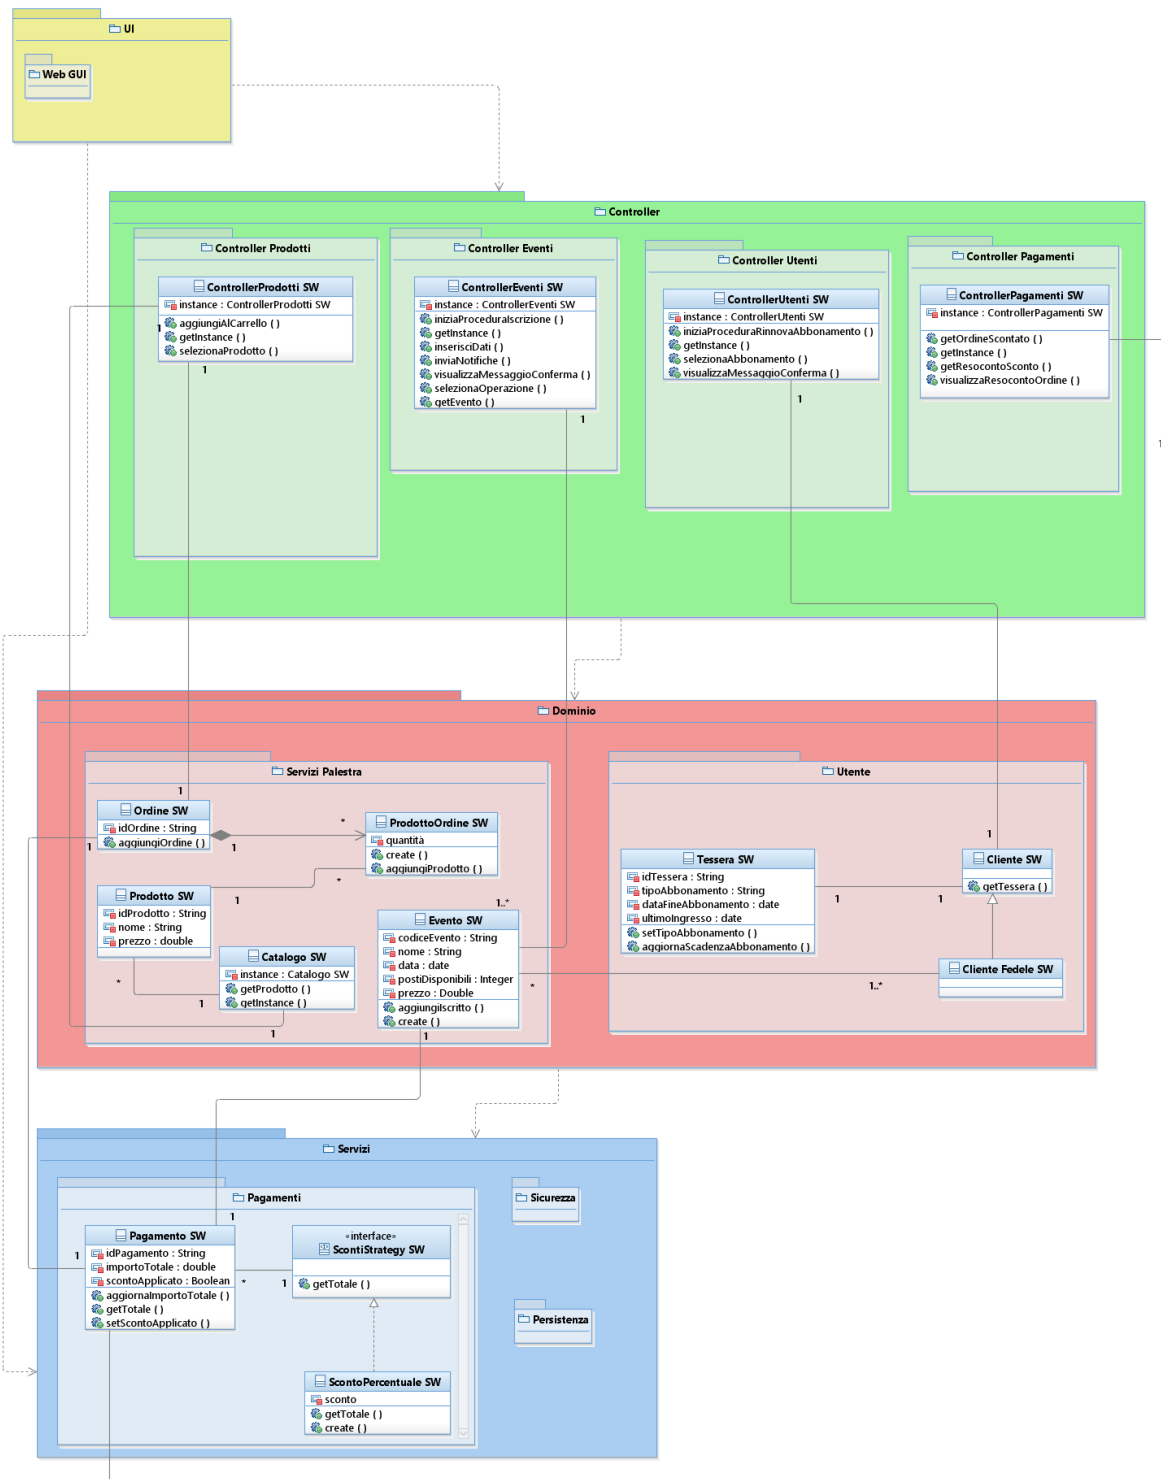 UI
Web GUI
Controller
Controller Prodotti
ControllerProdotti SW
instance : ControllerProdotti SW
aggiungiAlCarrello ( )
getInstance ( )
selezionaProdotto ( )
1
1
Controller Eventi
ControllerEventi SW
instance : ControllerEventi SW
iniziaProceduraIscrizione ( )
getInstance ( )
inserisciDati ( )
inviaNotifiche ( )
visualizzaMessaggioConferma ( )
selezionaOperazione ( )
getEvento ( )
1
Controller Utenti
ControllerUtenti SW
instance : ControllerUtenti SW
iniziaProceduraRinnovaAbbonamento ( )
getInstance ( )
selezionaAbbonamento ( )
visualizzaMessaggioConferma ( )
1
Controller Pagamenti
ControllerPagamenti SW
instance : ControllerPagamenti SW
getOrdineScontato ( )
getInstance ( )
getResocontoSconto ( )
visualizzaResocontoOrdine ( )
1
Dominio
Servizi Palestra
1
Ordine SW
idOrdine : String
aggiungiOrdine ( )
1
1
*
ProdottoOrdine SW
quantità
create ( )
aggiungiProdotto ( )
*
1
Prodotto SW
idProdotto : String
nome : String
prezzo : double
*
1
Catalogo SW
instance : Catalogo SW
getProdotto ( )
getInstance ( )
1
1..*
Evento SW
codiceEvento : String
nome : String
data : date
postiDisponibili : Integer
prezzo : Double
aggiungiIscritto ( )
create ( )
*
1
Utente
Tessera SW
idTessera : String
tipoAbbonamento : String
dataFineAbbonamento : date
ultimoIngresso : date
setTipoAbbonamento ( )
aggiornaScadenzaAbbonamento ( )
1
1
1
Cliente SW
getTessera ( )
Cliente Fedele SW
1..*
Servizi
Pagamenti
1
Pagamento SW
idPagamento : String
importoTotale : double
scontoApplicato : Boolean
aggiornaImportoTotale ( )
getTotale ( )
setScontoApplicato ( )
1
*
1
«interface»
ScontiStrategy SW
getTotale ( )
ScontoPercentuale SW
sconto
getTotale ( )
create ( )
Sicurezza
Persistenza